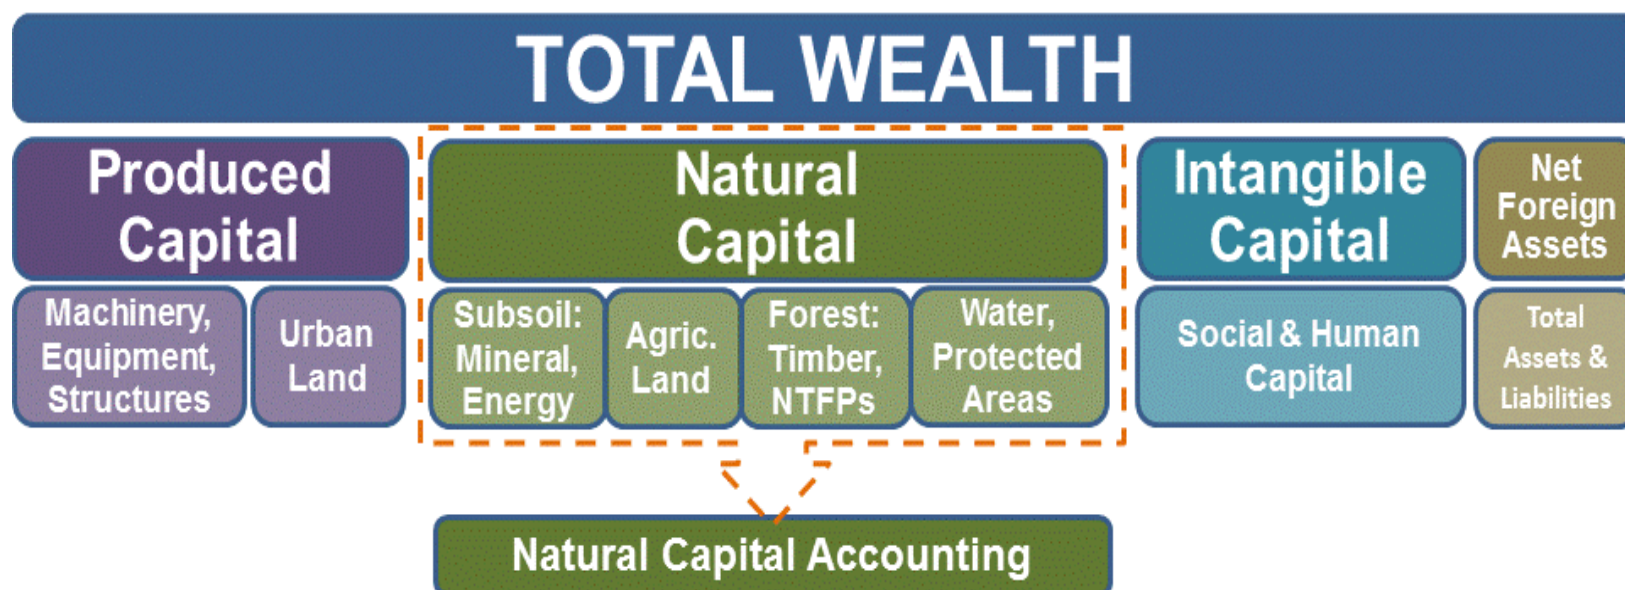 TOTAL WEALTH
Produced
Capital
Natural
Capital
Intangible
Capital
Net
Foreign
Assets
Machinery,
Equipment,
Structures
Urban
Land
Subsoil:
Mineral,
Energy
Agric.
Land
Forest:
Timber,
NTFPs
Water,
Protected
Areas
Social & Human
Capital
Total
Assets &
Liabilities
Natural Capital Accounting